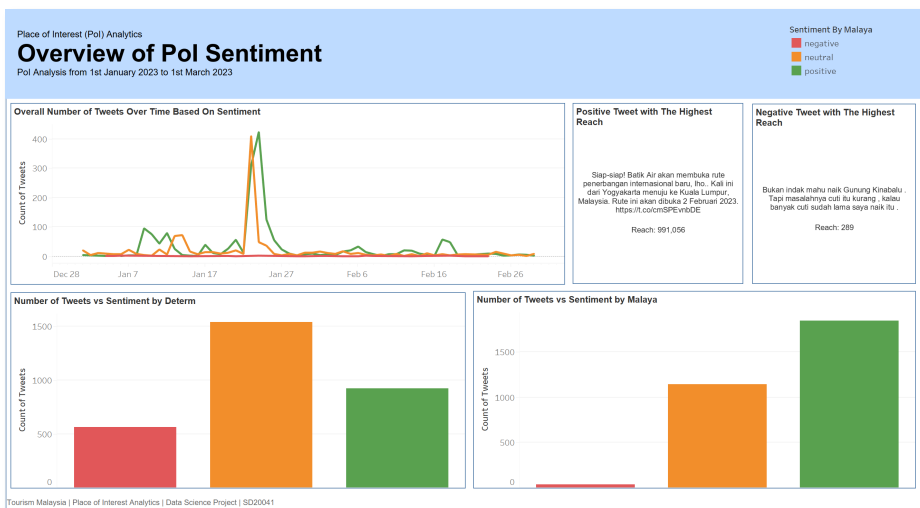 Place of Interest (PoI) Analytics
Overview of PoI Sentiment
PoI Analysis from 1st January 2023 to 1st March 2023
Sentiment By Malaya
negative
neutral
positive
Overall Number of Tweets Over Time Based On Sentiment
Count of Tweets
400
300
200
100
0
Dec 28
Jan 7
Jan 17
Jan 27
Feb 6
Feb 16
Feb 26
Positive Tweet with The Highest
Reach
Siap-siap! Batik Air akan membuka rute
penerbangan internasional baru, lho.. Kali ini
dari Yogyakarta menuju ke Kuala Lumpur,
Malaysia. Rute ini akan dibuka 2 Februari 2023.
https://t.co/cmSPEvnbDE
Reach: 991,056
Negative Tweet with The Highest
Reach
Bukan indak mahu naik Gunung Kinabalu .
Tapi masalahnya cuti itu kurang , kalau
banyak cuti sudah lama saya naik itu .
Reach: 289
Number of Tweets vs Sentiment by Determ
Count of Tweets
1500
1000
500
0
Number of Tweets vs Sentiment by Malaya
Count of Tweets
1500
1000
500
0
Tourism Malaysia | Place of Interest Analytics | Data Science Project | SD20041